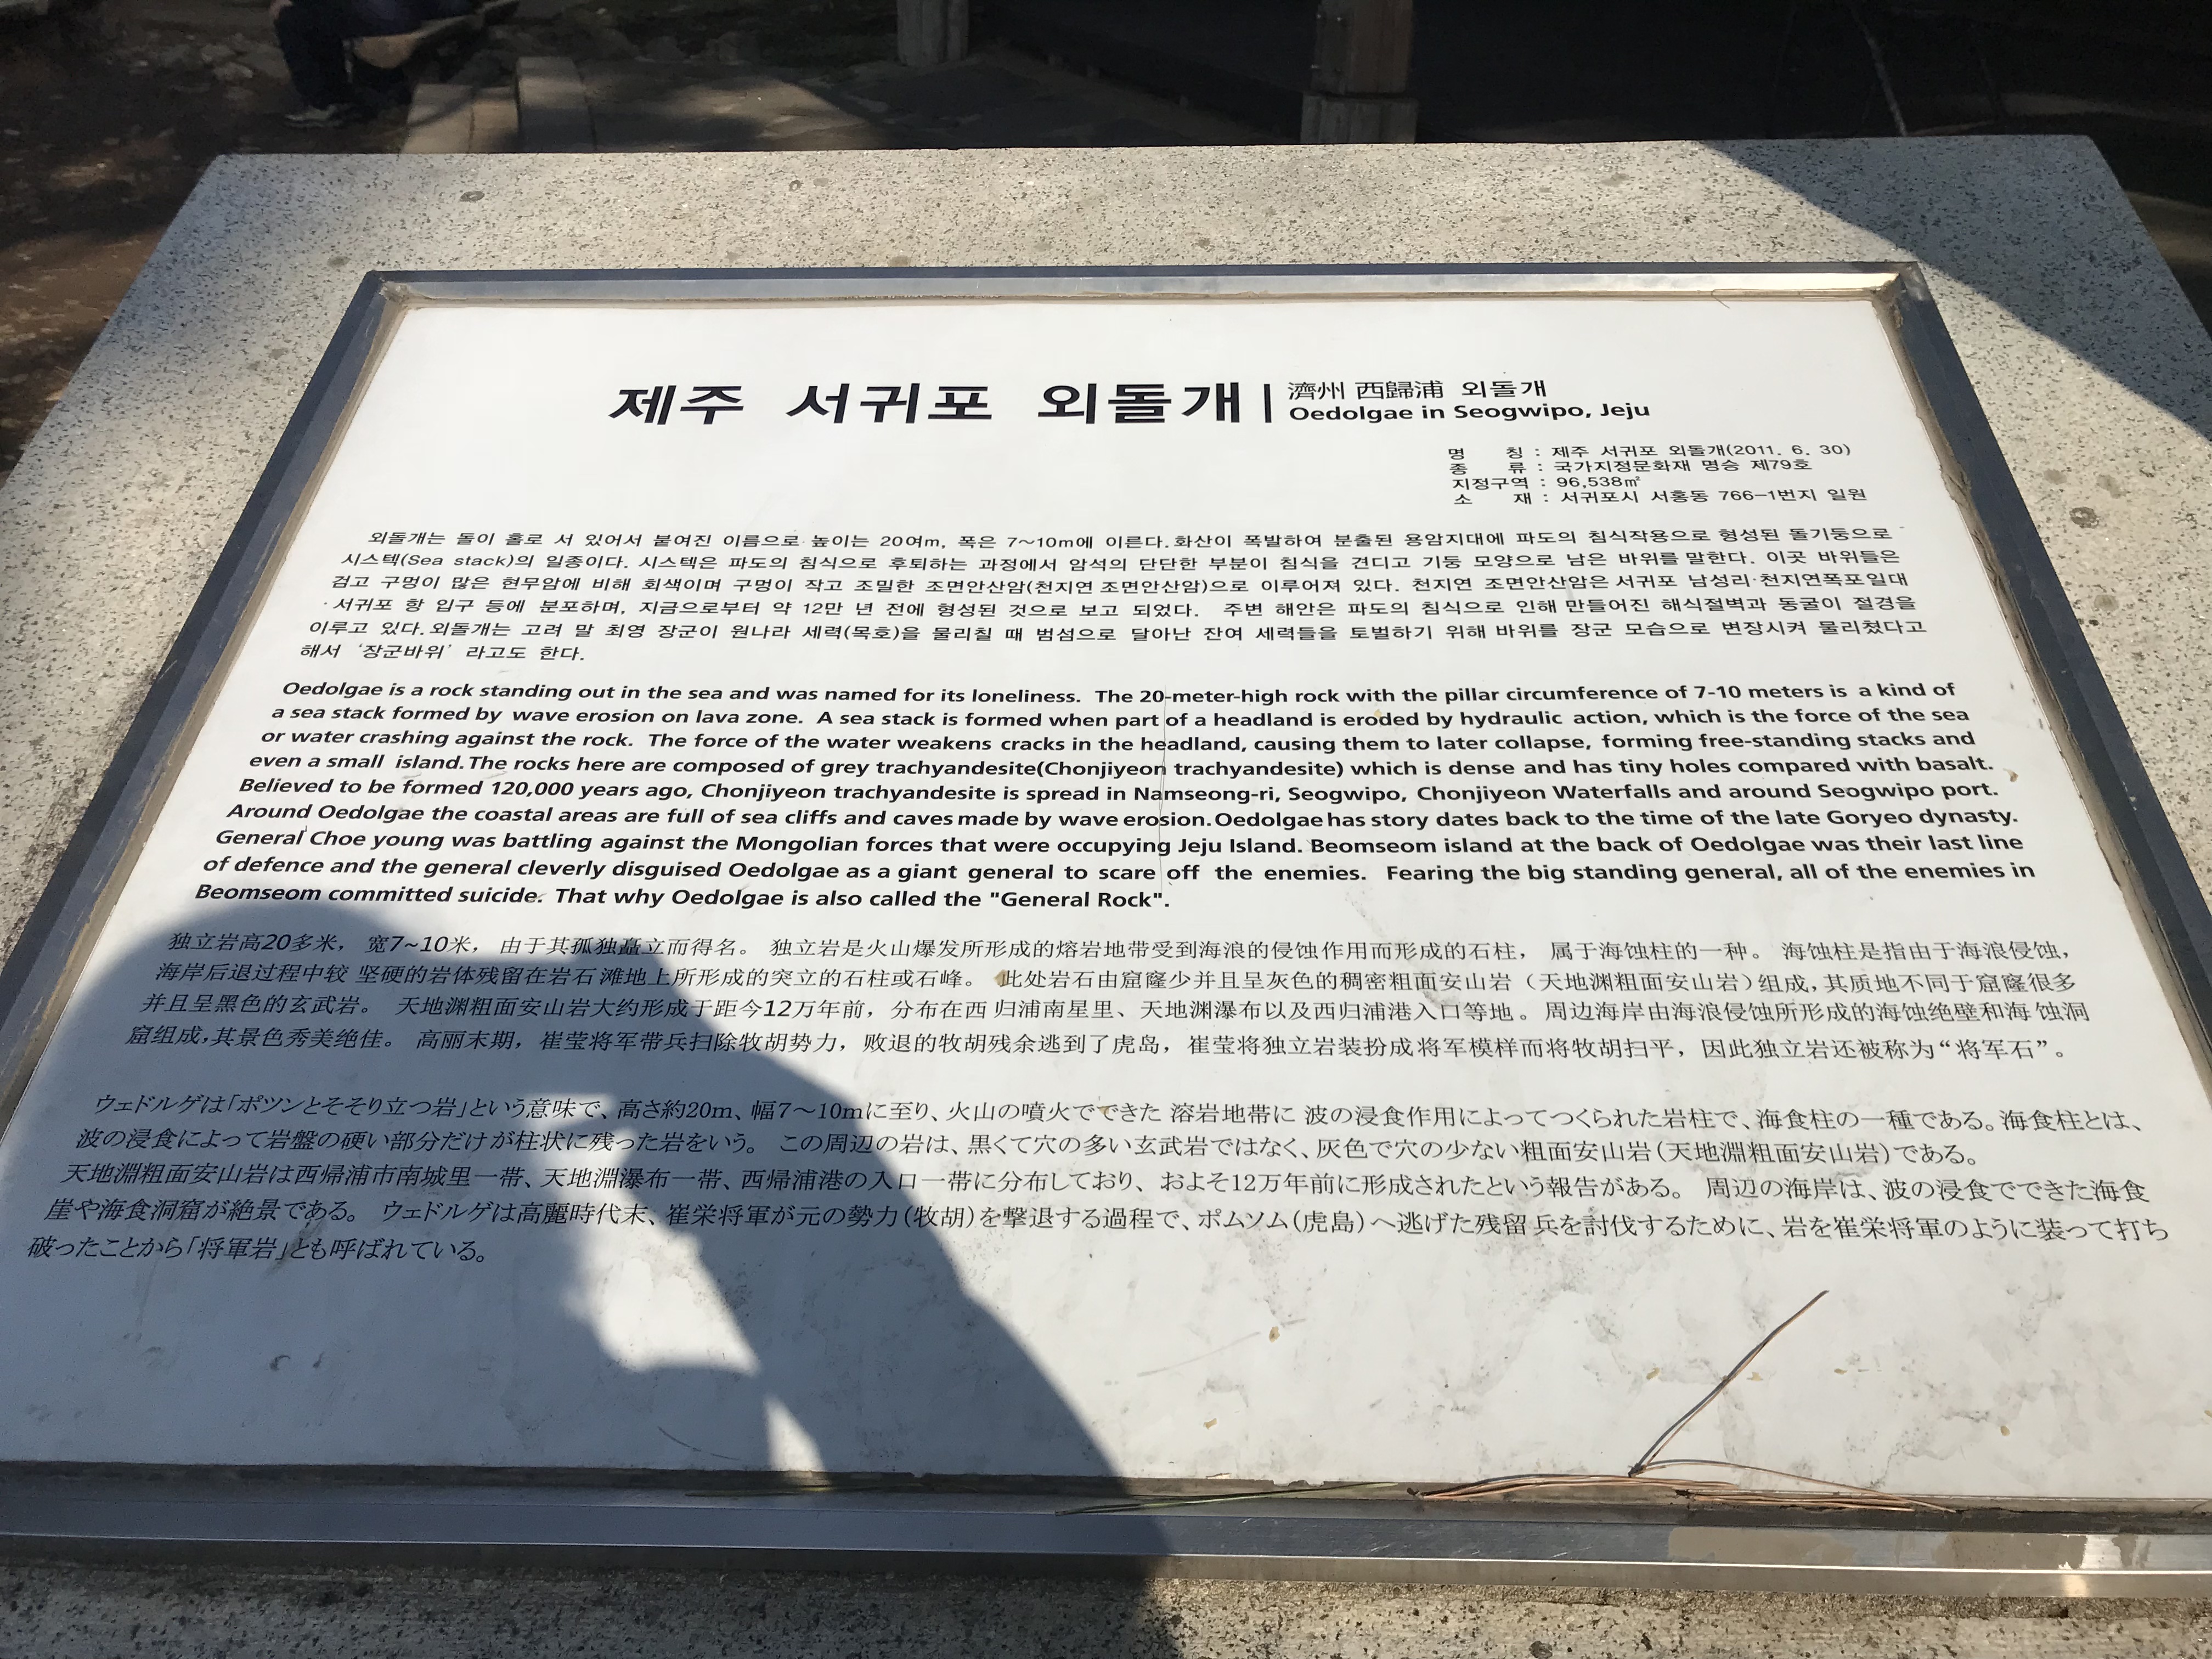 제주 서귀포 외돌개 | 濟州 西歸浦 외돌개
Oedolgae in Seogwipo, Jeju
명 칭 : 제주 서귀포 외돌개(2011. 6. 30)
종 류 : 국가지정문화재 명승 제79호
지정구역 : 96,538㎡
소 재 : 서귀포시 서홍동 766-1번지 일원
외돌개는 돌이 홀로 서 있어서 붙여진 이름으로 높이는 20여m, 폭은 7~10m에 이른다. 화산이 폭발하여 분출된 용암지대에 파도의 침식작용으로 형성된 돌기둥으로
시스텍(Sea stack)의 일종이다. 시스텍은 파도의 침식으로 후퇴하는 과정에서 암석의 단단한 부분이 침식을 견디고 기둥 모양으로 남은 바위를 말한다. 이곳 바위들은
검고 구멍이 많은 현무암에 비해 회색이며 구멍이 작고 조밀한 조면안산암(천지연 조면안산암)으로 이루어져 있다. 천지연 조면안산암은 서귀포 남성리·천지연폭포일대
·서귀포 항 입구 등에 분포하며, 지금으로부터 약 12만 년 전에 형성된 것으로 보고 되었다. 주변 해안은 파도의 침식으로 인해 만들어진 해식절벽과 동굴이 절경을
이루고 있다. 외돌개는 고려 말 최영 장군이 원나라 세력(목호)을 물리칠 때 범섬으로 달아난 잔여 세력들을 토벌하기 위해 바위를 장군 모습으로 변장시켜 물리쳤다고
해서 '장군바위' 라고도 한다.
Oedolgae is a rock standing out in the sea and was named for its loneliness. The 20-meter-high rock with the pillar circumference of 7-10 meters is a kind of
a sea stack formed by wave erosion on lava zone. A sea stack is formed when part of a headland is eroded by hydraulic action, which is the force of the sea
or water crashing against the rock. The force of the water weakens cracks in the headland, causing them to later collapse, forming free-standing stacks and
even a small island. The rocks here are composed of grey trachyandesite(Chonjiyeon trachyandesite) which is dense and has tiny holes compared with basalt.
Believed to be formed 120,000 years ago, Chonjiyeon trachyandesite is spread in Namseong-ri, Seogwipo, Chonjiyeon Waterfalls and around Seogwipo port.
Around Oedolgae the coastal areas are full of sea cliffs and caves made by wave erosion. Oedolgae has story dates back to the time of the late Goryeo dynasty.
General Choe young was battling against the Mongolian forces that were occupying Jeju Island. Beomseom island at the back of Oedolgae was their last line
of defence and the general cleverly disguised Oedolgae as a giant general to scare off the enemies. Fearing the big standing general, all of the enemies in
Beomseom committed suicide. That why Oedolgae is also called the "General Rock".
独立岩高20多米， 宽7~10米， 由于其孤独矗立而得名。 独立岩是火山爆发所形成的熔岩地带受到海浪的侵蚀作用而形成的石柱， 属于海蚀柱的一种。 海蚀柱是指由于海浪侵蚀，
海岸后退过程中较 坚硬的岩体残留在岩石滩地上所形成的突立的石柱或石峰。 此处岩石由窟窿少并且呈灰色的稠密粗面安山岩（天地渊粗面安山岩）组成，其质地不同于窟窿很多
并且呈黑色的玄武岩。 天地渊粗面安山岩大约形成于距今12万年前，分布在西 归浦南星里、天地渊瀑布以及西归浦港入口等地。周边海岸由海浪侵蚀所形成的海蚀绝壁和海 蚀洞
窟组成，其景色秀美绝佳。 高丽末期，崔莹将军带兵扫除牧胡势力，败退的牧胡残余逃到了虎岛，崔莹将独立岩装扮成将军模样而将牧胡扫平，因此独立岩还被称为“将军石”。
ウェドルゲは「ポツンとそそり立つ岩」という意味で、高さ約20m、幅7～10mに至り、火山の噴火でできた 溶岩地帯に 波の浸食作用によってつくられた岩柱で、海食柱の一種である。海食柱とは、
波の浸食によって岩盤の硬い部分だけが柱状に残った岩をいう。 この周辺の岩は、黒くて穴の多い玄武岩ではなく、灰色で穴の少ない粗面安山岩（天地淵粗面安山岩）である。
天地淵粗面安山岩は西帰浦市南城里一帯、天地淵瀑布一帯、西帰浦港の入口一帯に分布しており、およそ12万年前に形成されたという報告がある。 周辺の海岸は、波の浸食でできた海食
崖や海食洞窟が絶景である。 ウェドルゲは高麗時代末、崔栄将軍が元の勢力（牧胡）を撃退する過程で、ポムソム（虎島）へ逃げた残留兵を討伐するために、岩を崔栄将軍のように装って打ち
破ったことから「将軍岩」とも呼ばれている。